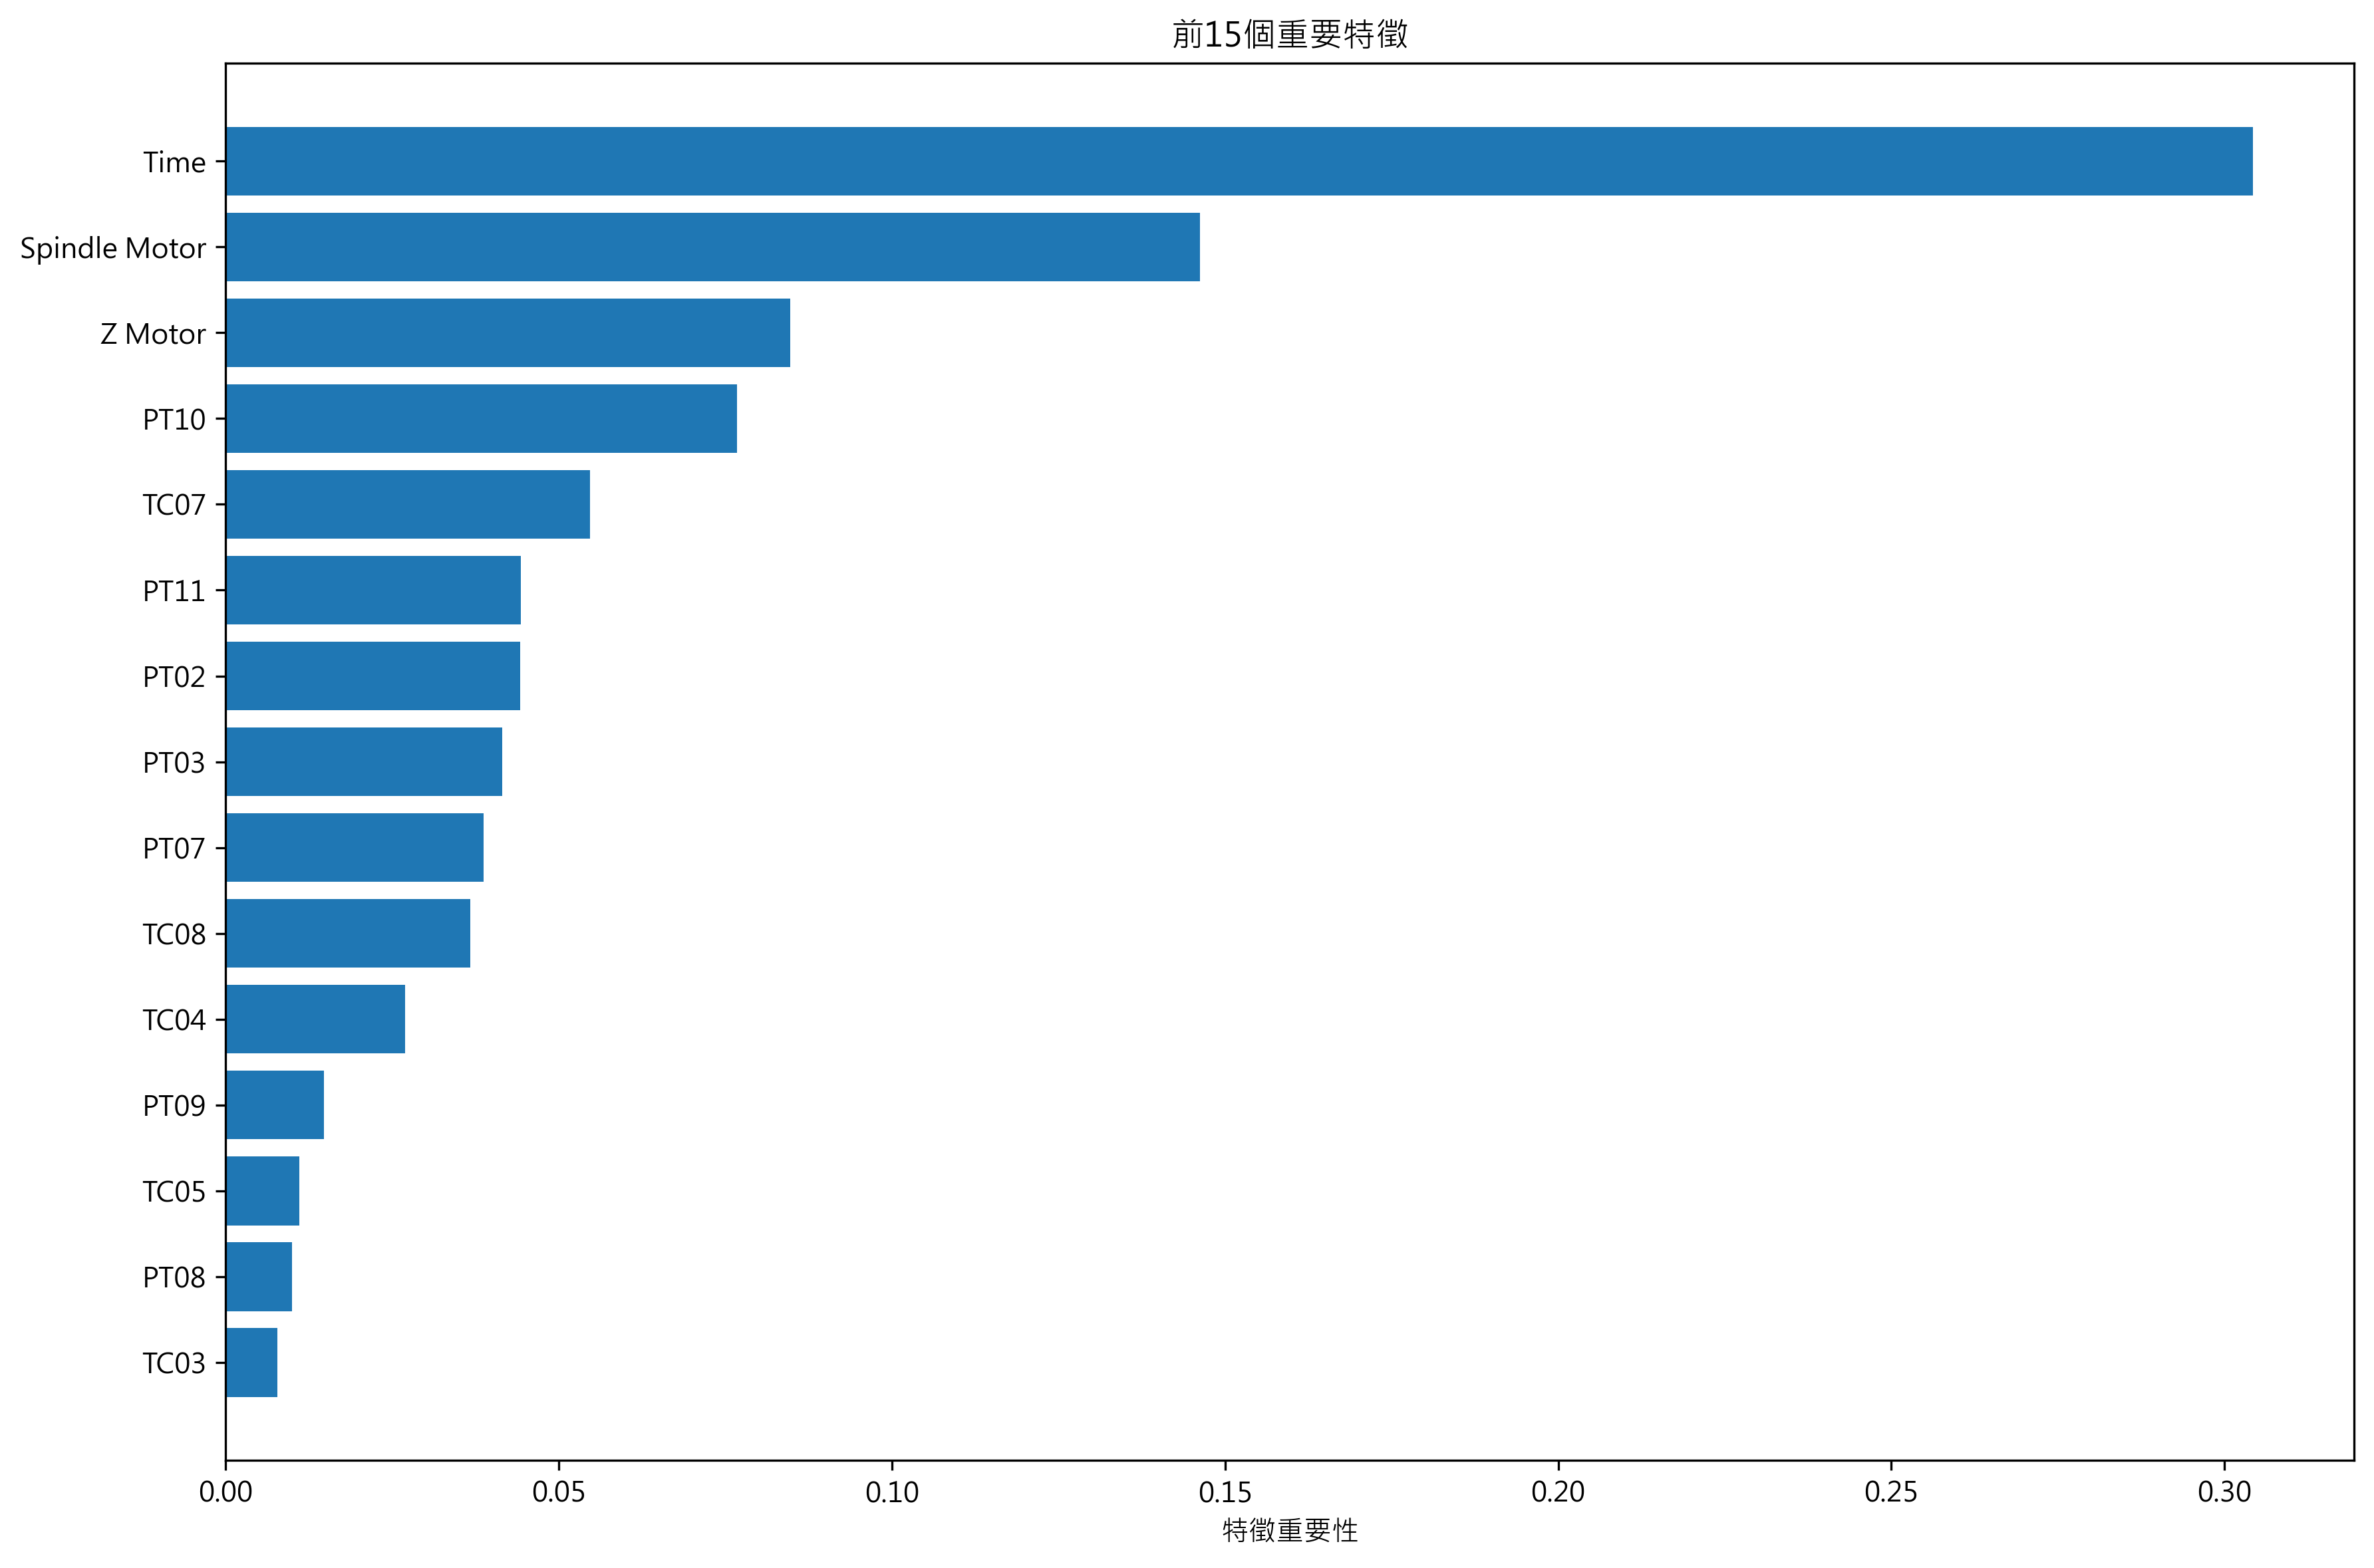 前15個重要特徵
Time
Spindle Motor
Z Motor
PT10
TC07
PT11
PT02
PT03
PT07
TC08
TC04
PT09
TC05
PT08
TC03
0.00 0.05 0.10 0.15 0.20 0.25 0.30
特徵重要性